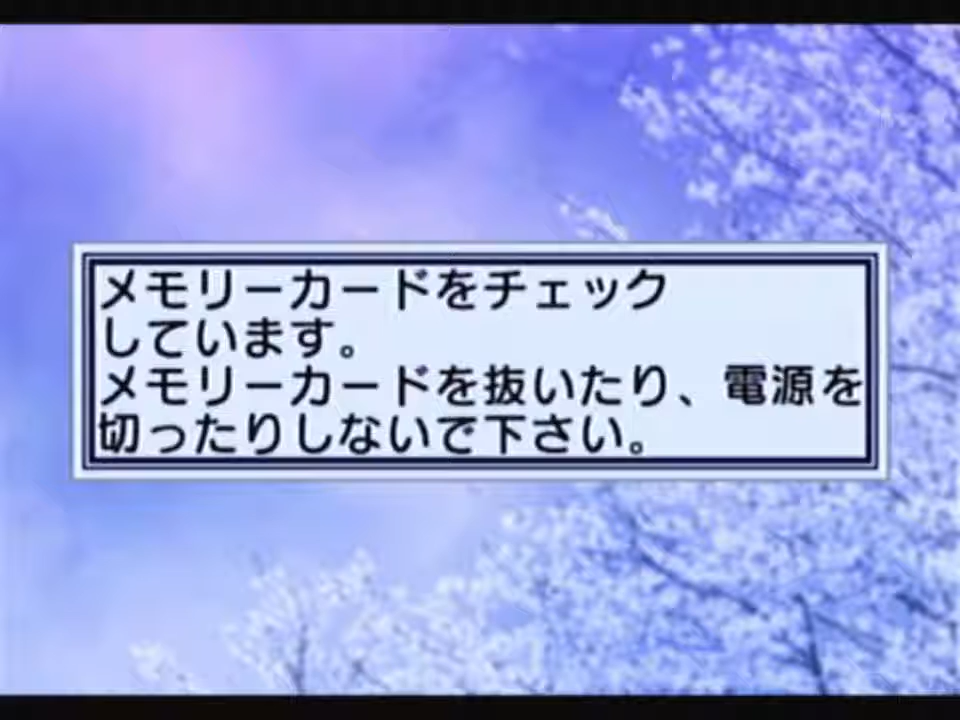 メモリーカードをチェック
しています。
メモリーカードを抜いたり、電源を
切ったりしないで下さい。